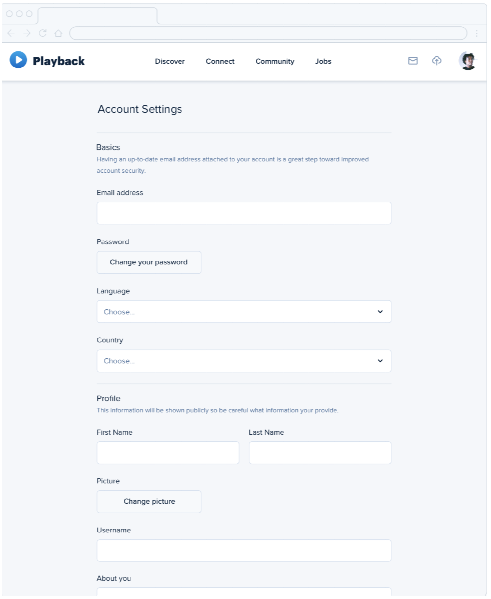 Playback
Discover
Connect
Community
Jobs
Account Settings
Basics
Having an up-to-date email address attached to your account is a great step toward improved
account security.
Email address
Password
Change your password
Language
Choose...
Country
Choose...
Profile
This information will be shown publicly so be careful what information your provide.
First Name
Last Name
Picture
Change picture
Username
About you